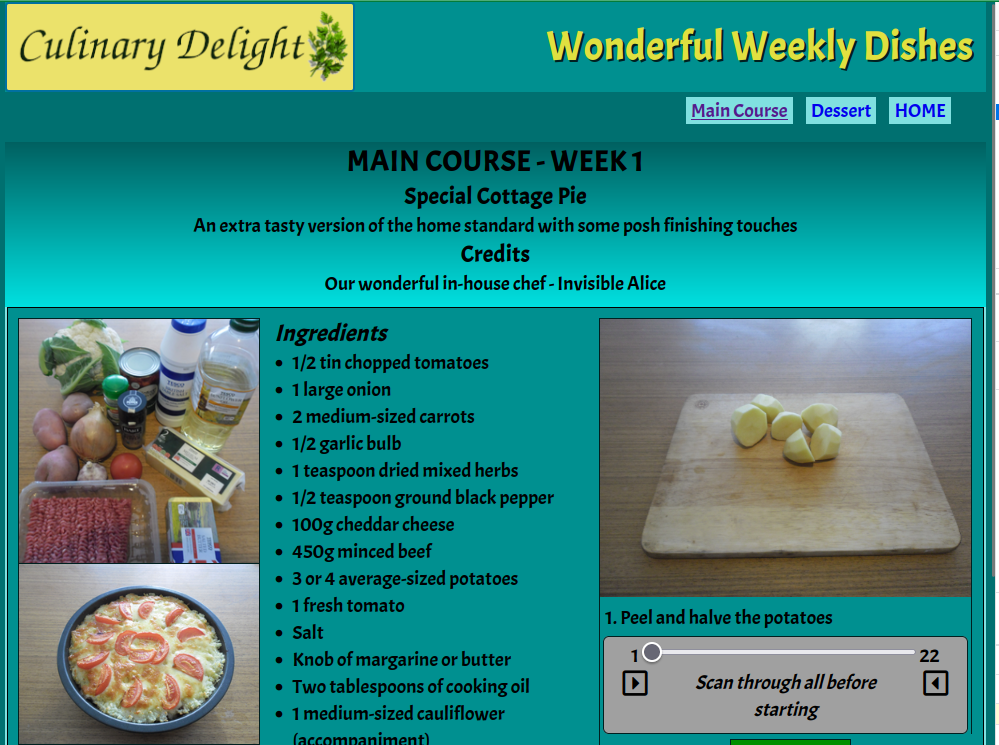 Culinary Delight
Wonderful Weekly Dishes
Main Course
Dessert
HOME
MAIN COURSE - WEEK 1
Special Cottage Pie
An extra tasty version of the home standard with some posh finishing touches
Credits
Our wonderful in-house chef - Invisible Alice
Ingredients
1/2 tin chopped tomatoes
1 large onion
2 medium-sized carrots
1/2 garlic bulb
1 teaspoon dried mixed herbs
1/2 teaspoon ground black pepper
100g cheddar cheese
450g minced beef
3 or 4 average-sized potatoes
1 fresh tomato
Salt
Knob of margarine or butter
Two tablespoons of cooking oil
1 medium-sized cauliflower
(accompaniment)
1. Peel and halve the potatoes
1
22
Scan through all before
starting